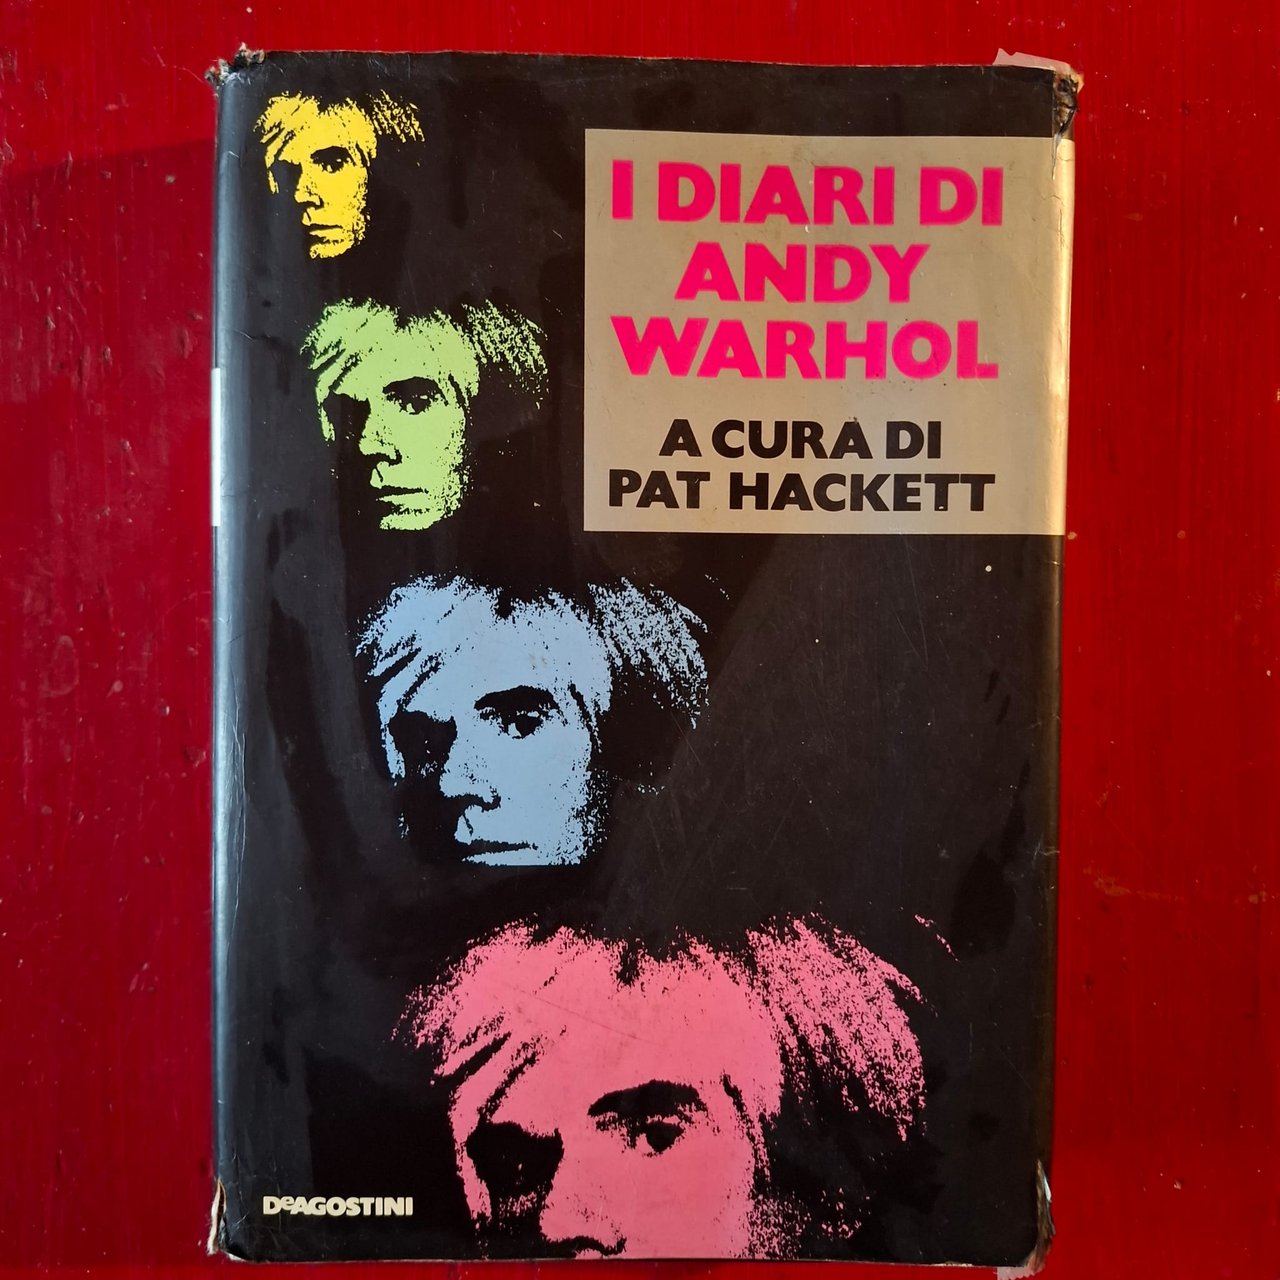 I DIARI DI
ANDY
WARHOL
A CURA DI
PAT HACKETT
DeAGOSTINI